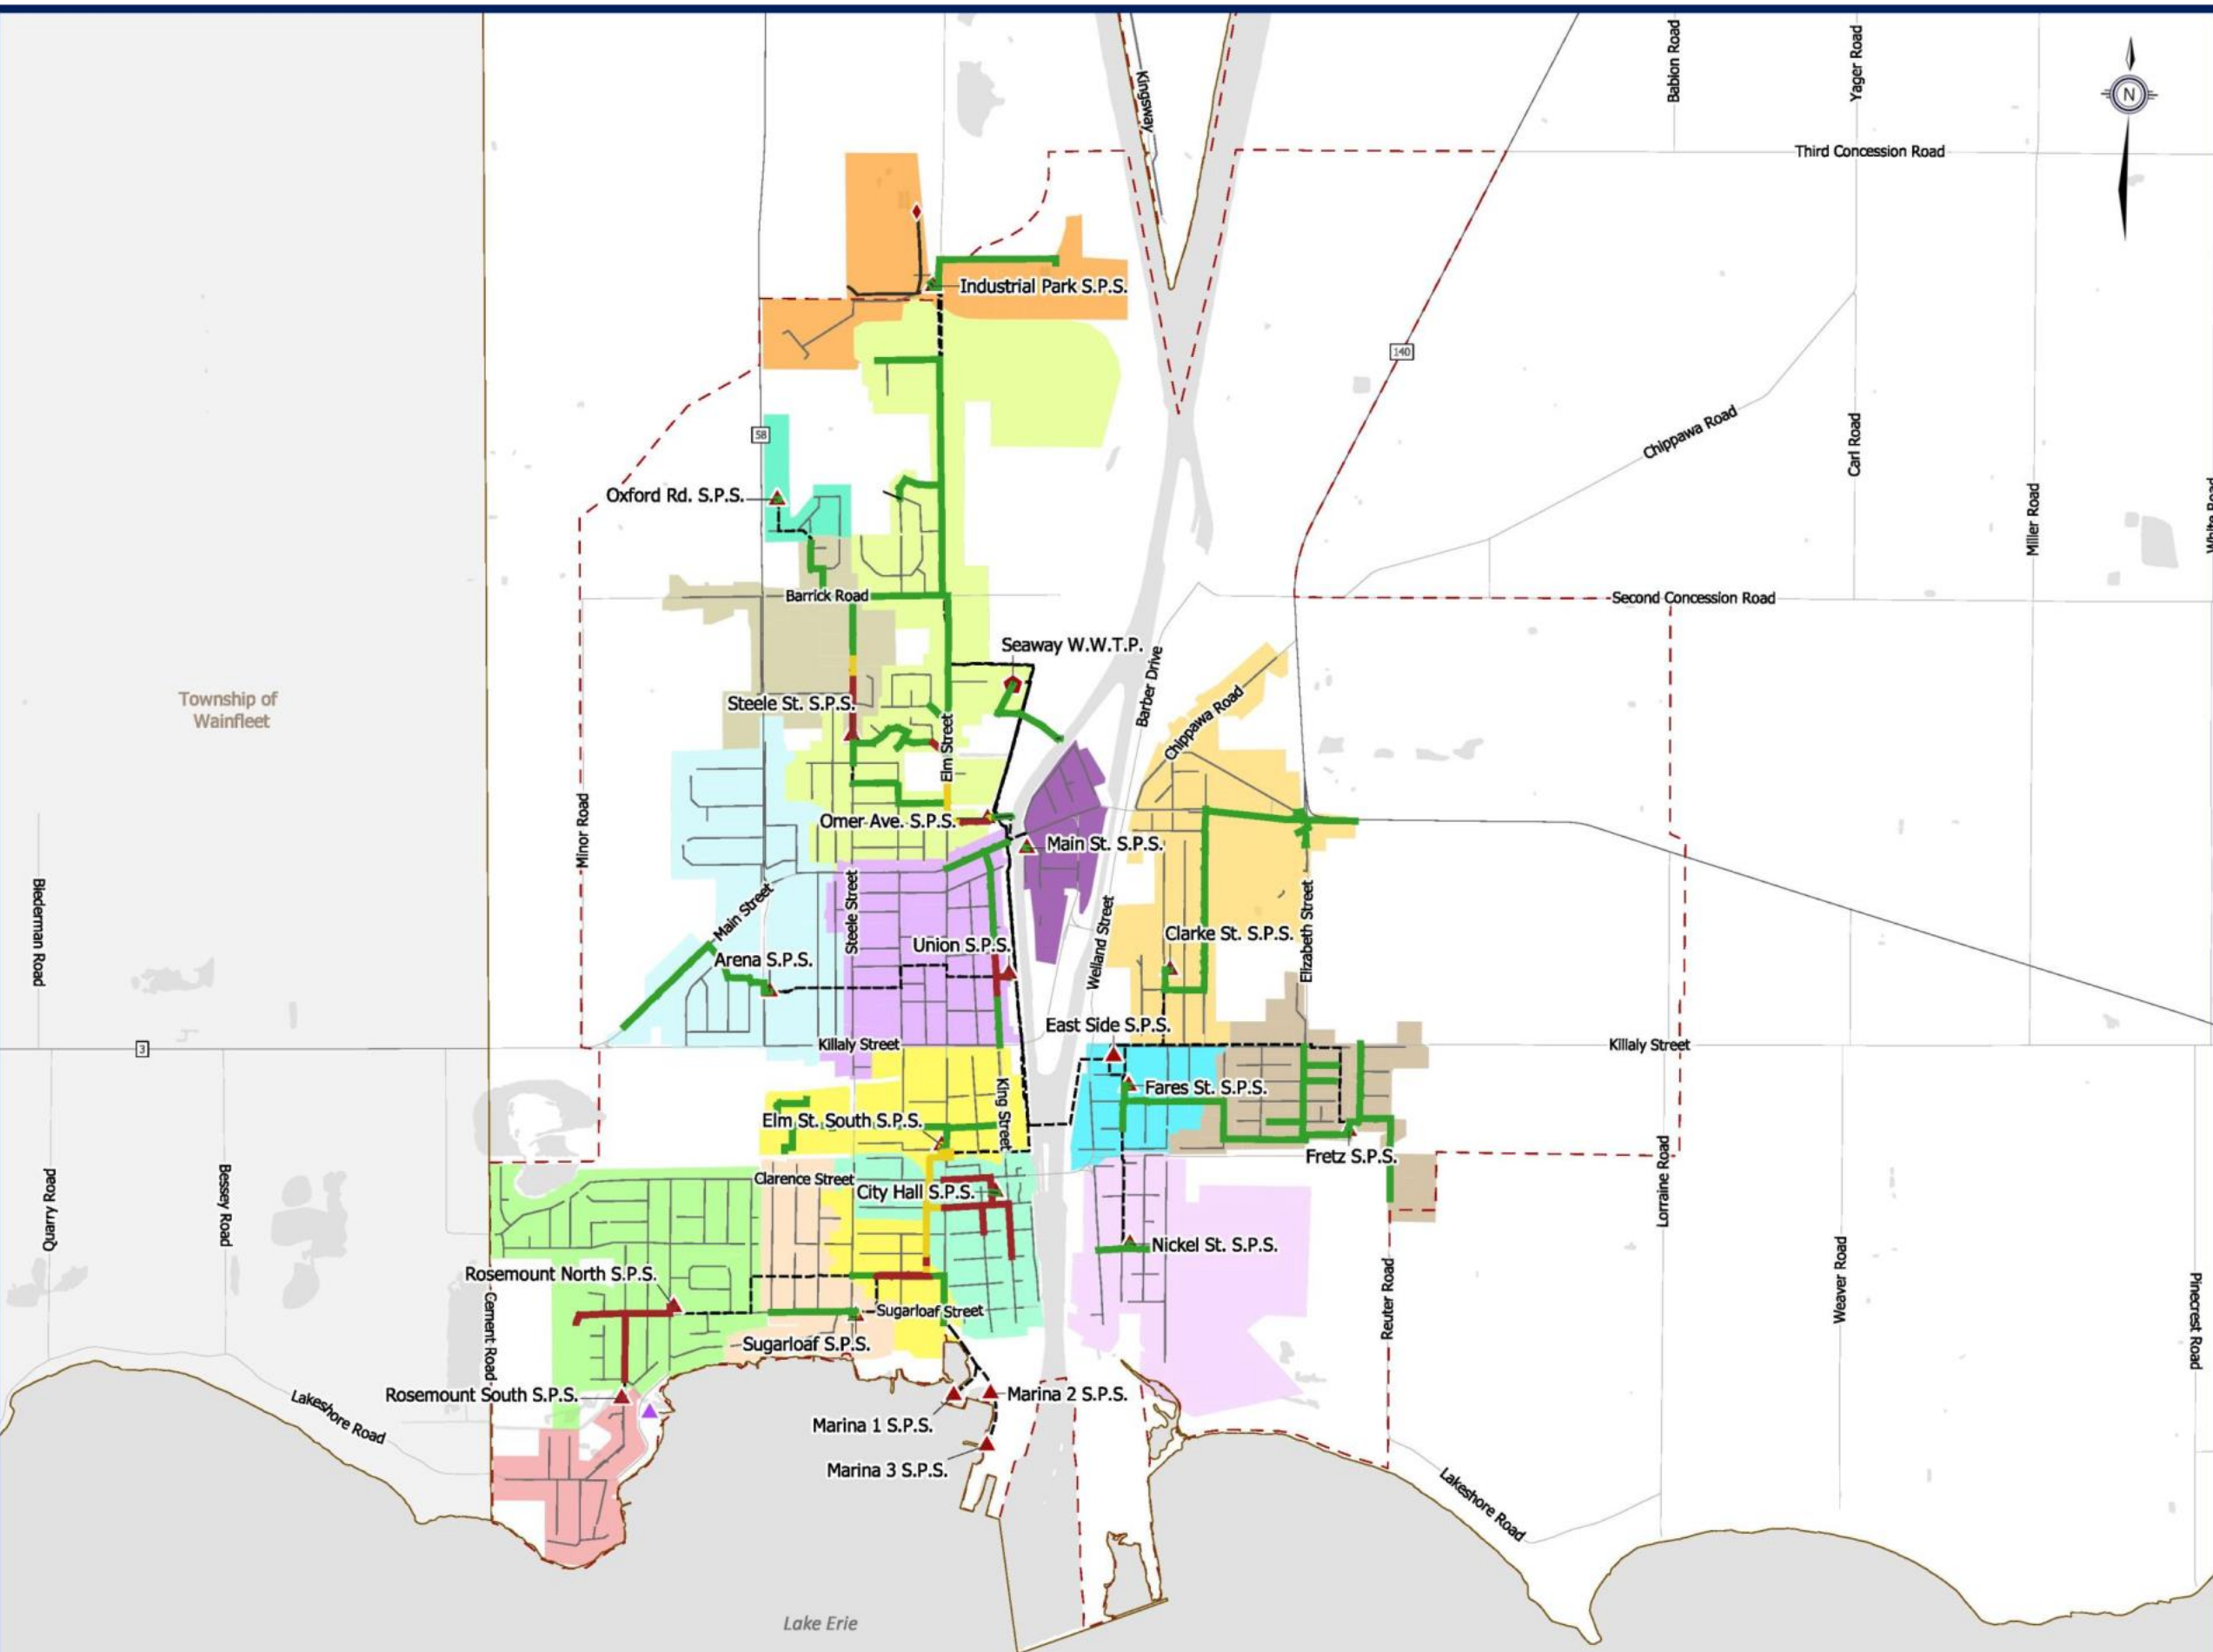 Kingsway
Babion Road
Yager Road
N
Third Concession Road
Industrial Park S.P.S.
140
58
Chippawa Road
Carl Road
Miller Road
White Road
Oxford Rd. S.P.S.
Barrick Road
Second Concession Road
Seaway W.W.T.P.
Township of
Wainfleet
Steele St. S.P.S.
Barber Drive
Chippawa Road
Elm Street
Omer Ave. S.P.S.
Main St. S.P.S.
Minor Road
Biederman Road
Main Street
Steele Street
Union S.P.S.
Clarke St. S.P.S.
Elizabeth Street
Welland Street
Arena S.P.S.
East Side S.P.S.
3
Killaly Street
Killaly Street
Fares St. S.P.S.
King Street
Elm St. South S.P.S.
Fretz S.P.S.
Quarry Road
Bessey Road
Clarence Street
City Hall S.P.S.
Lorraine Road
Nickel St. S.P.S.
Rosemount North S.P.S.
Cement Road
Sugarloaf Street
Reuter Road
Weaver Road
Pinecrest Road
Sugarloaf S.P.S.
Rosemount South S.P.S.
Marina 2 S.P.S.
Lakeshore Road
Marina 1 S.P.S.
Marina 3 S.P.S.
Lakeshore Road
Lake Erie